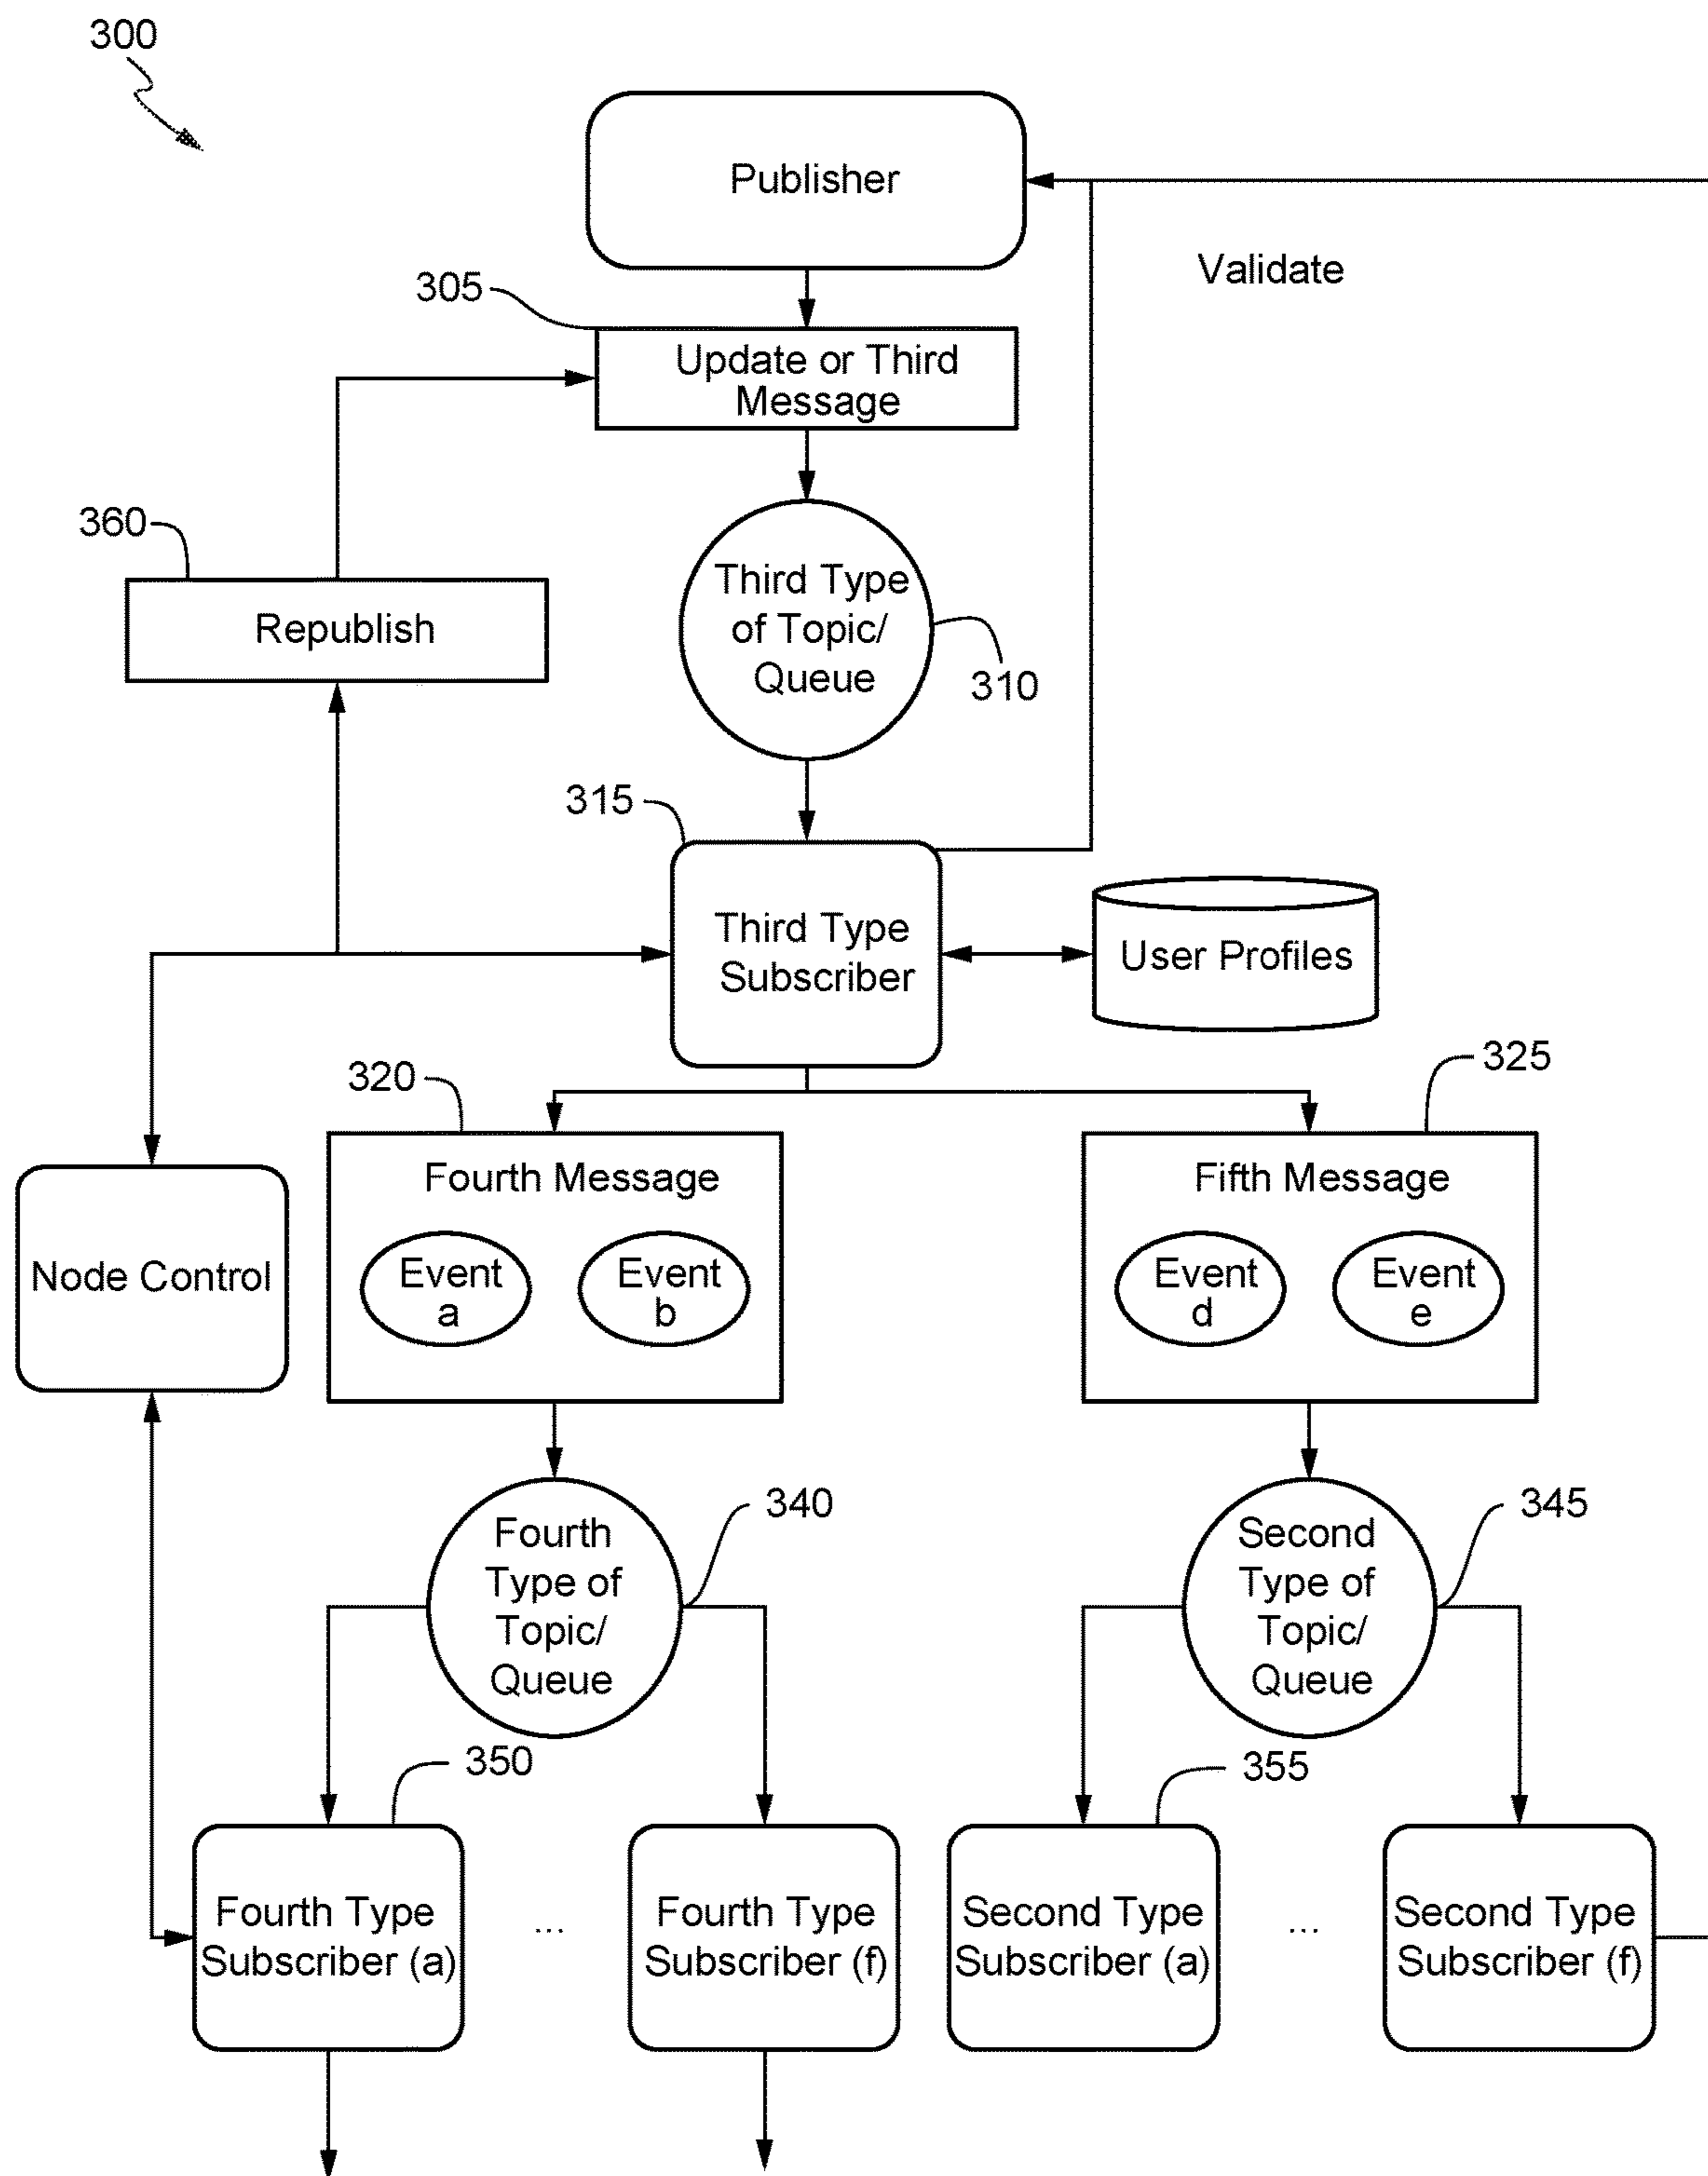 300
Publisher
Validate
305
Update or Third
Message
360
Republish
Third Type
of Topic/
Queue
310
315
Third Type
Subscriber
User Profiles
320
325
Fourth Message
Event
a
Event
b
Fifth Message
Event
d
Event
e
Node Control
340
Fourth
Type of
Topic/
Queue
345
Second
Type of
Topic/
Queue
350
355
Fourth Type
Subscriber (a)
...
Fourth Type
Subscriber (f)
Second Type
Subscriber (a)
...
Second Type
Subscriber (f)